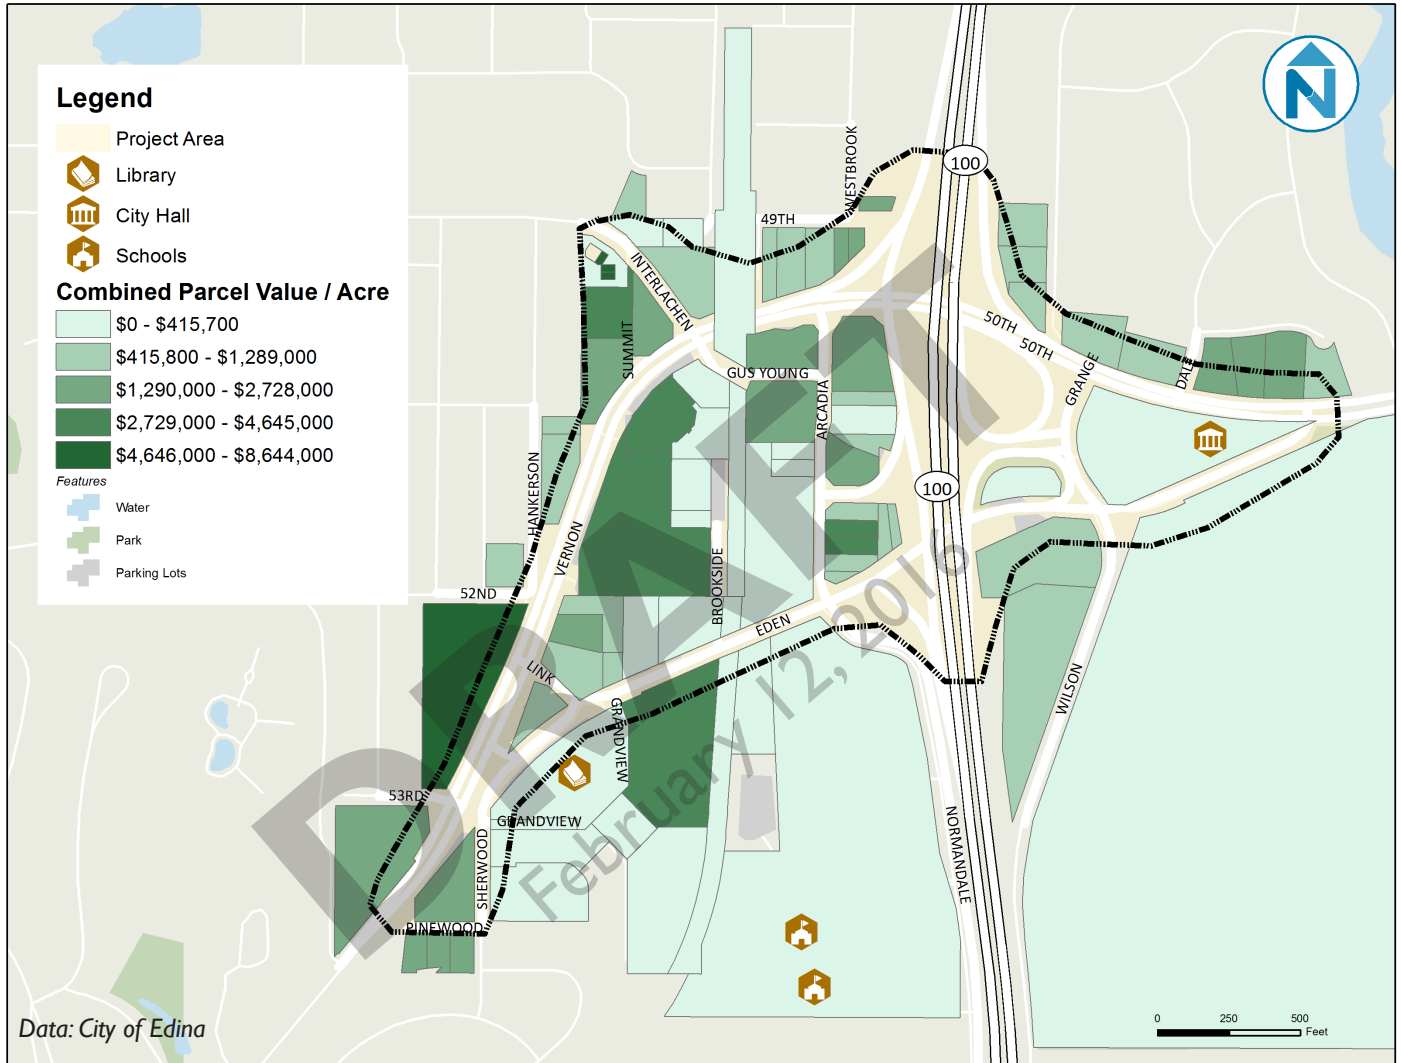 Legend
Project Area
Library
City Hall
Schools
Combined Parcel Value / Acre
$0 - $415,700
$415,800 - $1,289,000
$1,290,000 - $2,728,000
$2,729,000 - $4,645,000
$4,646,000 - $8,644,000
Features
Water
Park
Parking Lots
N
100
WESTBROOK
49TH
INTERLACHEN
SUMMIT
50TH
50TH
GUS YOUNG
ARCADIA
GRANGE
DALE
HANKERSON
VERNON
100
BROOKSIDE
52ND
EDEN
LINK
WILSON
GRANDVIEW
53RD
GRANDVIEW
SHERWOOD
NORMANDALE
PINEWOOD
DRAFT
February 12, 2016
Data: City of Edina
0 250 500
Feet